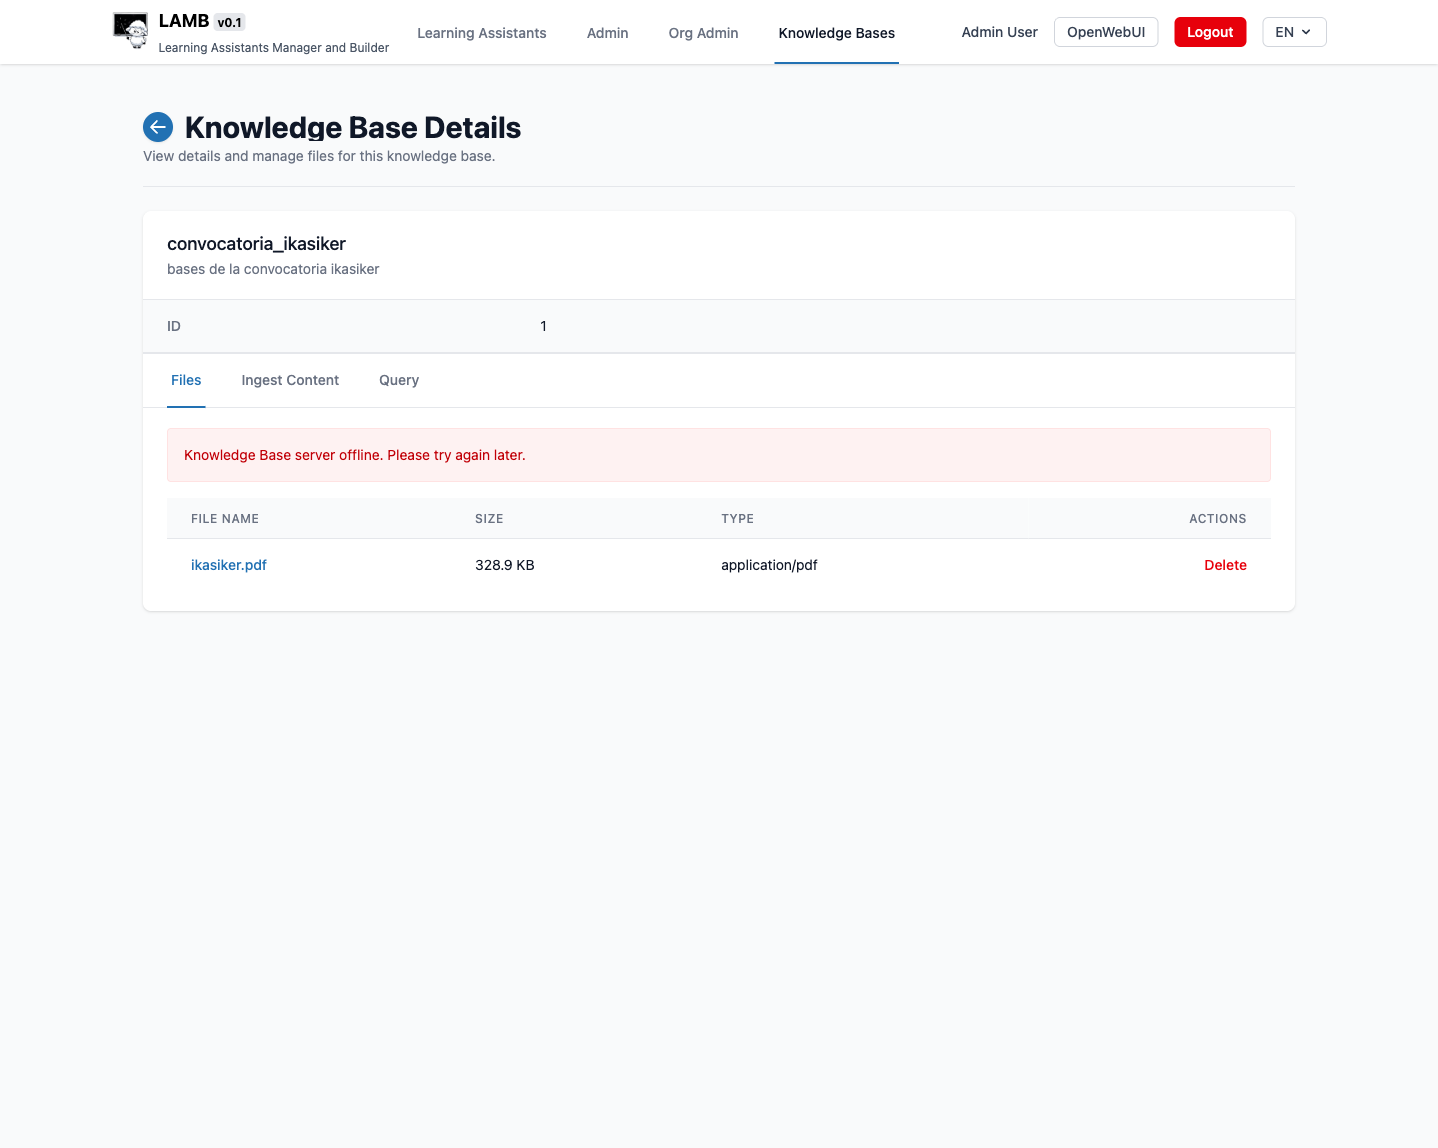 LAMB v0.1
Learning Assistants Manager and Builder
Learning Assistants
Admin
Org Admin
Knowledge Bases
Admin User
OpenWebUI
Logout
EN
Knowledge Base Details
View details and manage files for this knowledge base.
convocatoria_ikasiker
bases de la convocatoria ikasiker
ID 1
Files
Ingest Content
Query
Knowledge Base server offline. Please try again later.
FILE NAME SIZE TYPE ACTIONS
ikasiker.pdf 328.9 KB application/pdf Delete